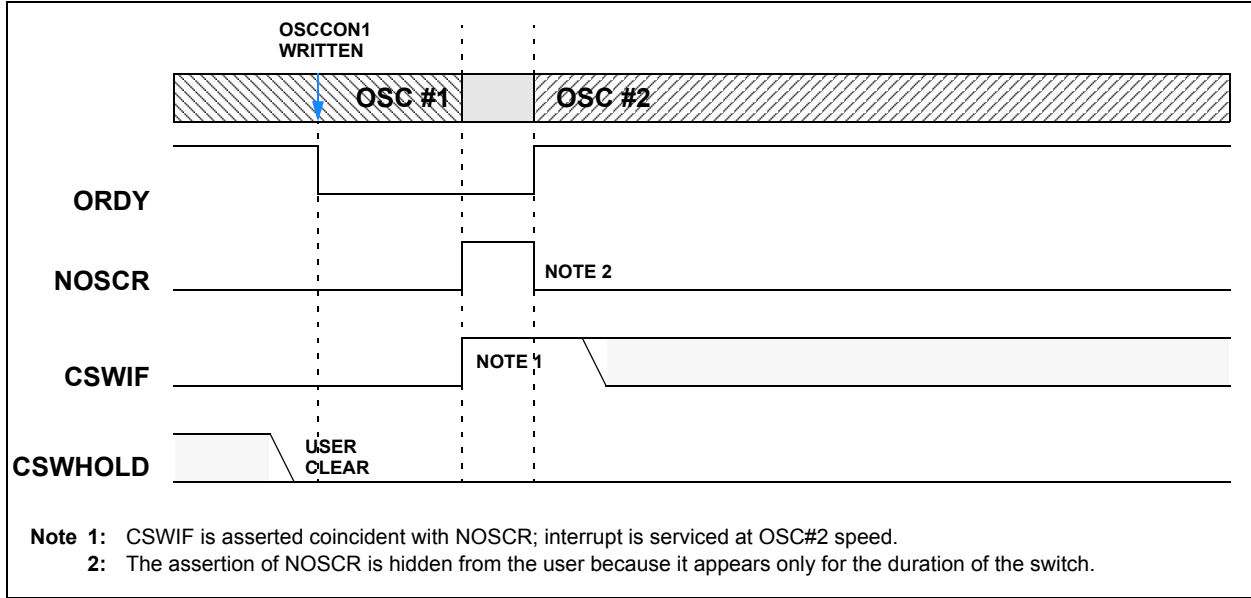 OSCCON1
WRITTEN
OSC #1
OSC #2
ORDY
NOSCR
NOTE 2
CSWIF
NOTE 1
CSWHOLD
USER
CLEAR
Note 1: CSWIF is asserted coincident with NOSCR; interrupt is serviced at OSC#2 speed.
2: The assertion of NOSCR is hidden from the user because it appears only for the duration of the switch.